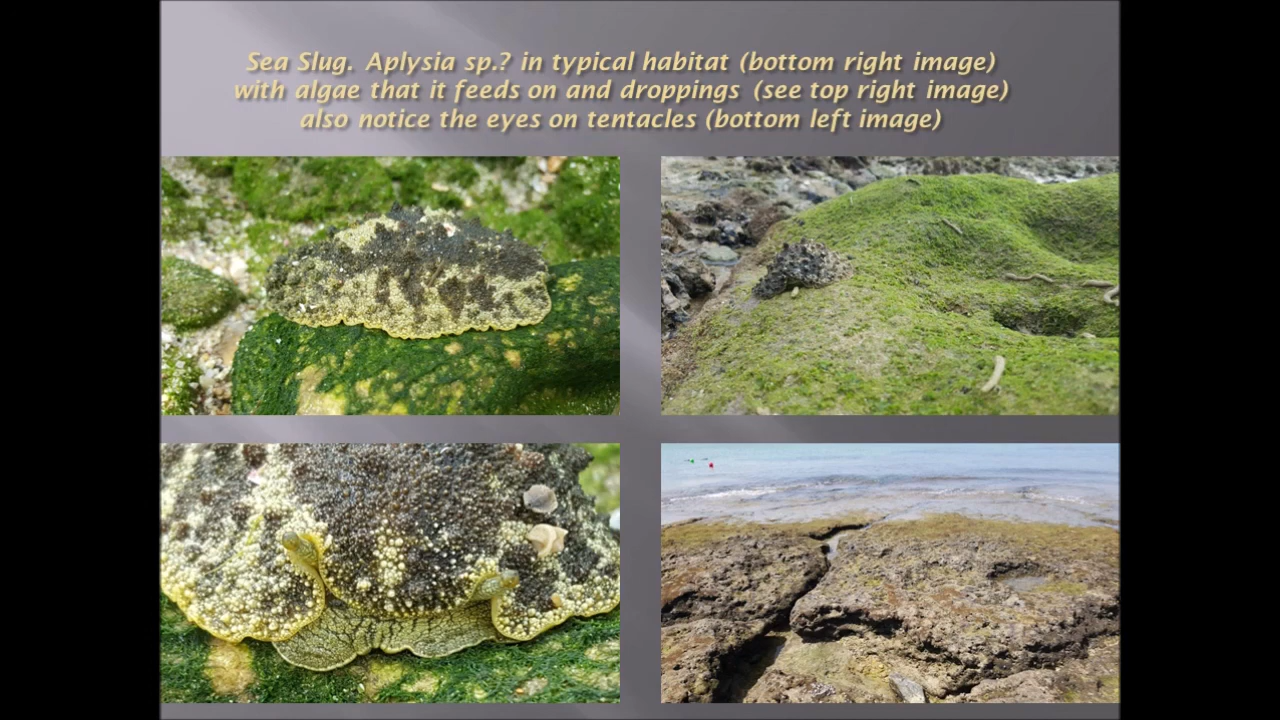 Sea Slug. Aplysia sp.? in typical habitat (bottom right image)
with algae that it feeds on and droppings (see top right image)
also notice the eyes on tentacles (bottom left image)